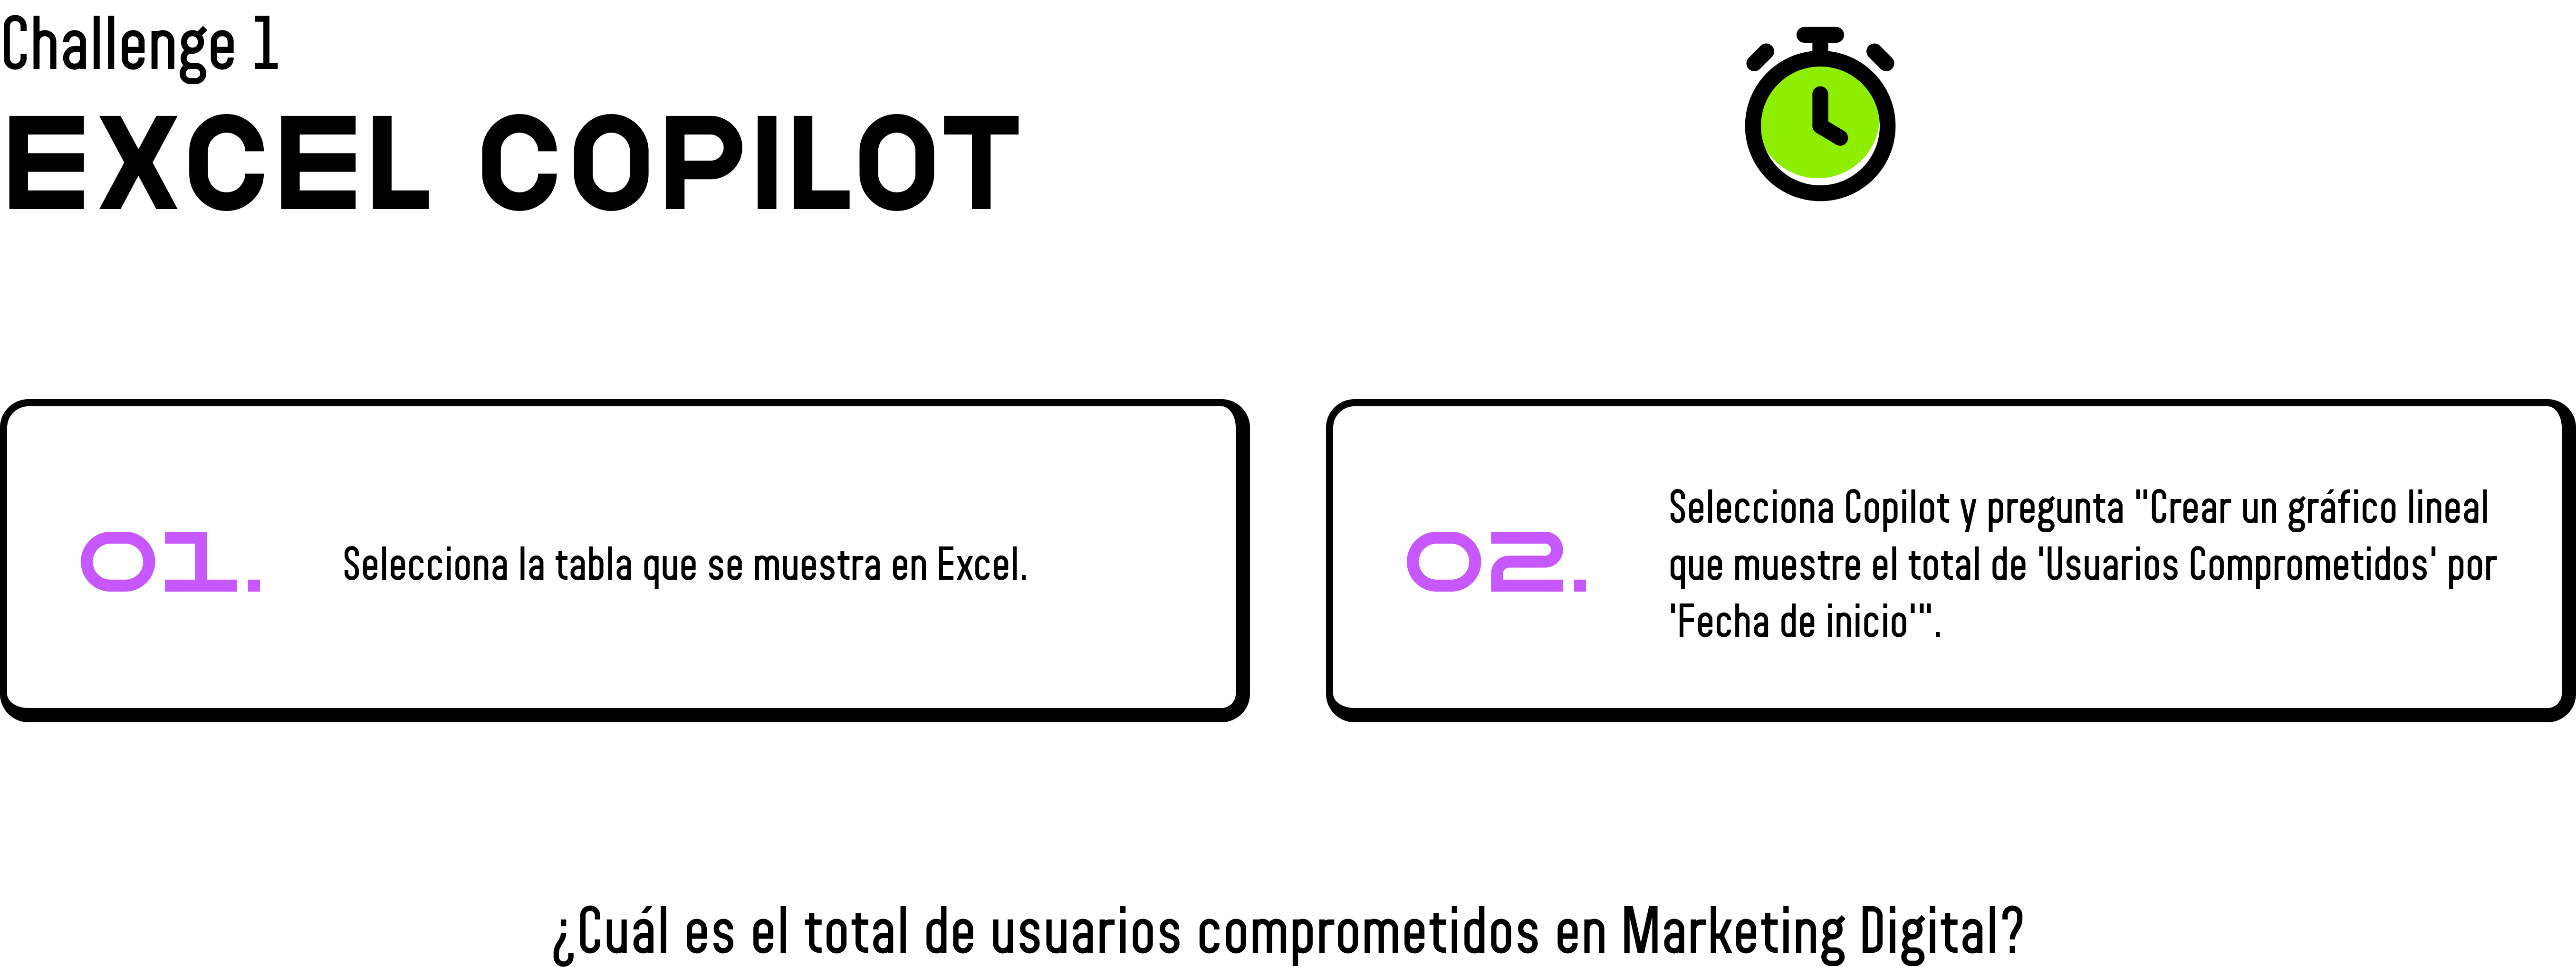 Challenge 1
EXCEL COPILOT
01.
Selecciona la tabla que se muestra en Excel.
02.
Selecciona Copilot y pregunta "Crear un gráfico lineal
que muestre el total de 'Usuarios Comprometidos' por
'Fecha de inicio'".
¿Cuál es el total de usuarios comprometidos en Marketing Digital?